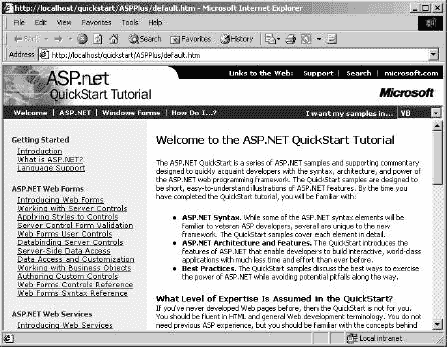 http://localhost/quickstart/ASPPlus/default.htm - Microsoft Internet Explorer
File Edit View Favorites Tools Help
Back Search Favorites History
Address http://localhost/quickstart/ASPPlus/default.htm
Links to the Web: Support | Search | microsoft.com
ASP.net
QuickStart Tutorial
Microsoft
Welcome | ASP.NET | Windows Forms | How Do I...? I want my samples in... VB
Getting Started
Introduction
What is ASP.NET?
Language Support
ASP.NET Web Forms
Introducing Web Forms
Working with Server Controls
Applying Styles to Controls
Server Control Form Validation
Web Forms User Controls
Databinding Server Controls
Server-Side Data Access
Data Access and Customization
Working with Business Objects
Authoring Custom Controls
Web Forms Controls Reference
Web Forms Syntax Reference
ASP.NET Web Services
Introducing Web Services
Welcome to the ASP.NET QuickStart Tutorial
The ASP.NET QuickStart is a series of ASP.NET samples and supporting commentary
designed to quickly acquaint developers with the syntax, architecture, and power of
the ASP.NET web programming framework. The QuickStart samples are designed to
be short, easy-to-understand illustrations of ASP.NET features. By the time you
have completed the QuickStart tutorial, you will be familiar with:
• ASP.NET Syntax. While some of the ASP.NET syntax elements will be
familiar to veteran ASP developers, several are unique to the new
framework. The QuickStart samples cover each element in detail.
• ASP.NET Architecture and Features. The QuickStart introduces the
features of ASP.NET that enable developers to build interactive, world-class
applications with much less time and effort than ever before.
• Best Practices. The QuickStart samples discuss the best ways to exercise
the power of ASP.NET while avoiding potential pitfalls along the way.
What Level of Expertise Is Assumed in the QuickStart?
If you've never developed Web pages before, then the QuickStart is not for you.
You should be fluent in HTML and general Web development terminology. You do not
need previous ASP experience, but you should be familiar with the concepts behind
Local intranet